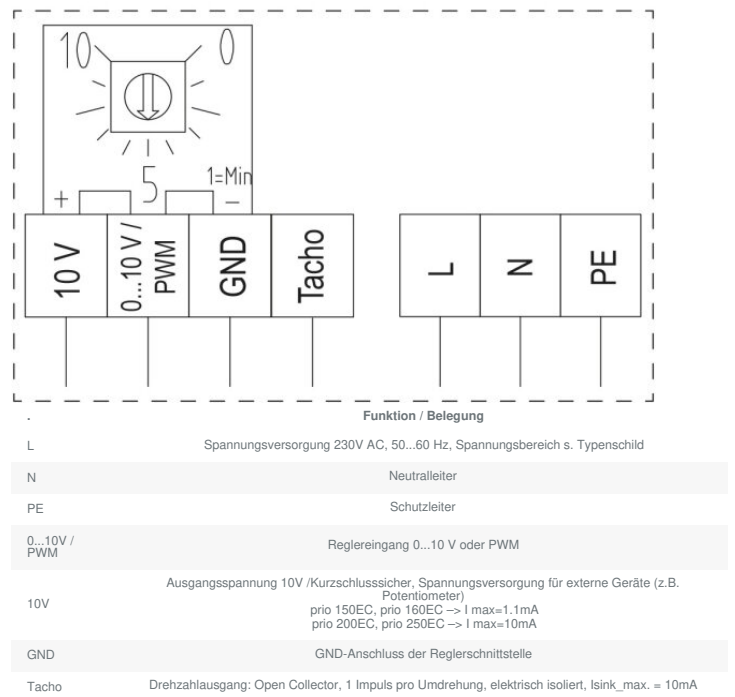 10 0
5 1=Min
+ -
10 V
0...10 V /
PWM
GND
Tacho
L
N
PE
. Funktion / Belegung
L Spannungsversorgung 230V AC, 50...60 Hz, Spannungsbereich s. Typenschild
N Neutralleiter
PE Schutzleiter
0...10V /
PWM
Reglereingang 0...10 V oder PWM
10V
Ausgangsspannung 10V /Kurzschlusssicher, Spannungsversorgung für externe Geräte (z.B.
Potentiometer)
prio 150EC, prio 160EC –> I max=1.1mA
prio 200EC, prio 250EC –> I max=10mA
GND GND-Anschluss der Reglerschnittstelle
Tacho Drehzahlausgang: Open Collector, 1 Impuls pro Umdrehung, elektrisch isoliert, Isink_max. = 10mA